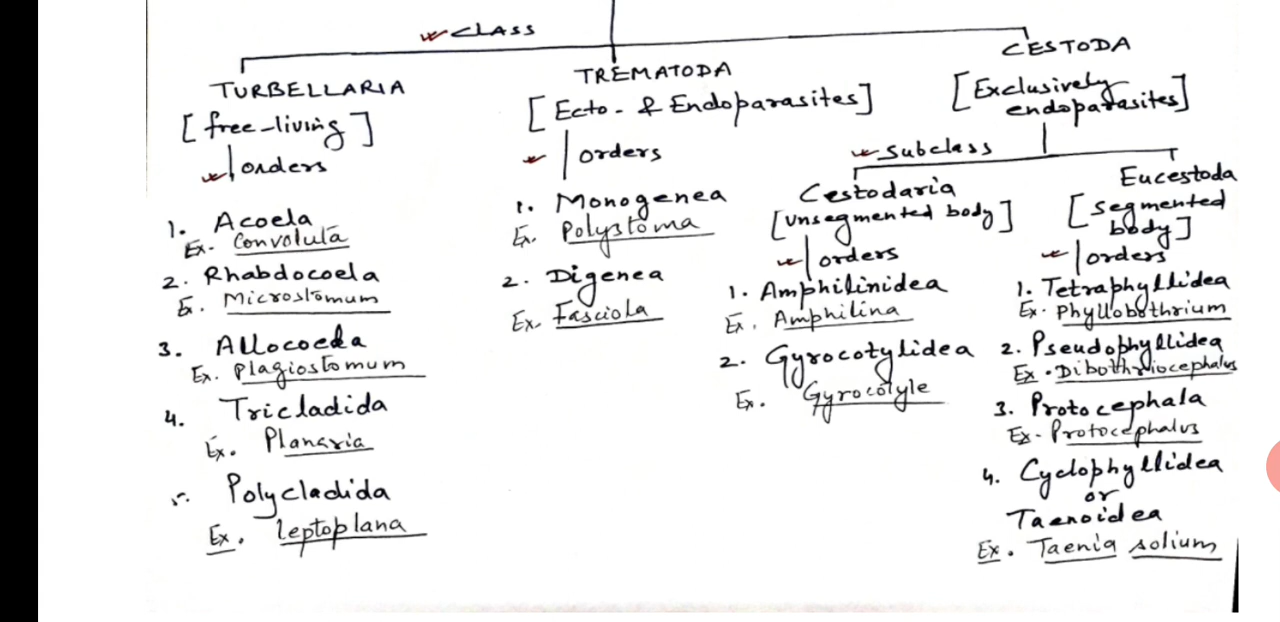 CLASS
TURBELLARIA
[free-living]
orders
1. Acoela
Ex- Convoluta
2. Rhabdocoela
Ex. Microstomum
3. Allocoeda
Ex. Plagiostomum
4. Tricladida
Ex. Planaria
5. Polycladida
Ex. Leptoplana
TREMATODA
[Ecto- & Endoparasites]
orders
1. Monogenea
Ex. Polystoma
2. Digenea
Ex. Fasciola
CESTODA
[Exclusively
endoparasites]
Subclass
Cestodaria
[Unsegmented body]
orders
1. Amphilinidea
Ex. Amphilina
2. Gyrocotylidea
Ex. Gyrocotyle
Eucestoda
[segmented
body]
orders
1. Tetraphyllidea
Ex. Phyllobothrium
2. Pseudophyllidea
Ex. Dibothriocephalus
3. Protocephala
Ex- Protocephalus
4. Cyclophyllidea
or
Taenoidea
Ex. Taenia solium